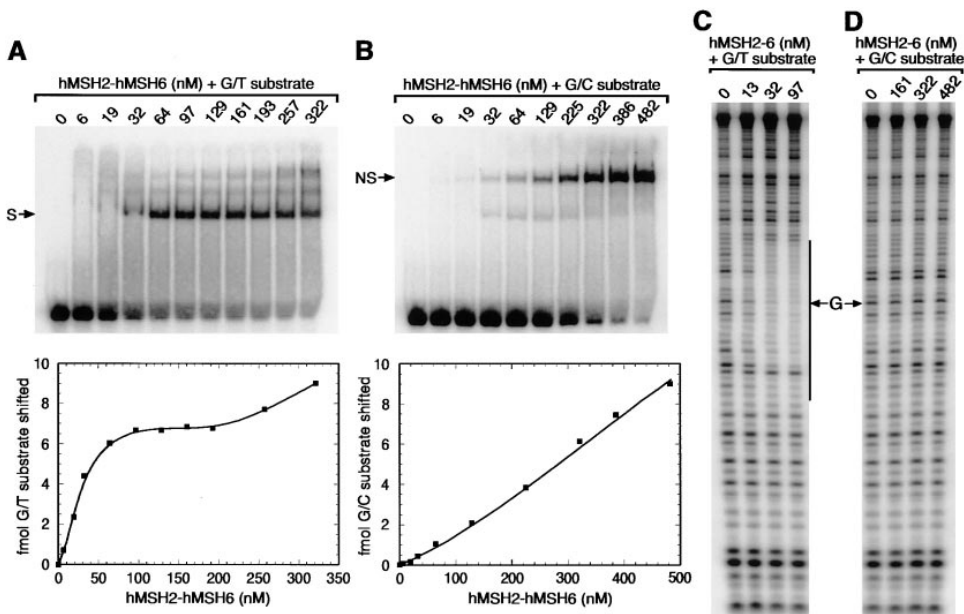 A
hMSH2-hMSH6 (nM) + G/T substrate
0 6 19 32 64 97 129 161 193 257 322
S
fmol G/T substrate shifted
10
8
6
4
2
0
0 50 100 150 200 250 300 350
hMSH2-hMSH6 (nM)
B
hMSH2-hMSH6 (nM) + G/C substrate
0 6 19 32 64 129 225 322 386 482
NS
fmol G/C substrate shifted
10
8
6
4
2
0
0 100 200 300 400 500
hMSH2-hMSH6 (nM)
C
hMSH2-6 (nM)
+ G/T substrate
0 13 32 97
G
D
hMSH2-6 (nM)
+ G/C substrate
0 161 322 482